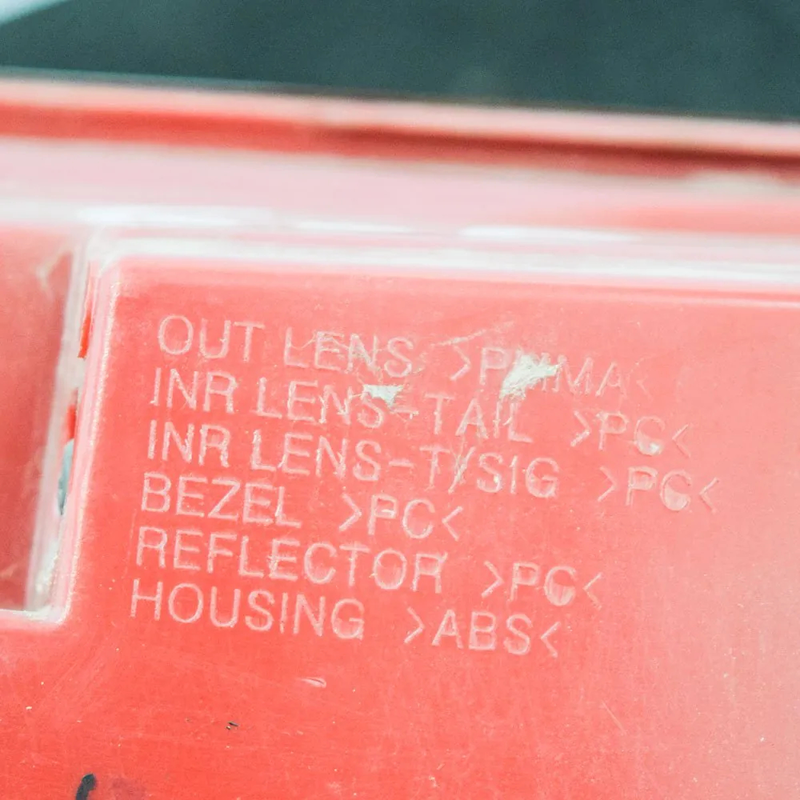 OUT LENS >PMMA<
INR LENS-TAIL >PC<
INR LENS-T/SIG >PC<
BEZEL >PC<
REFLECTOR >PC<
HOUSING >ABS<